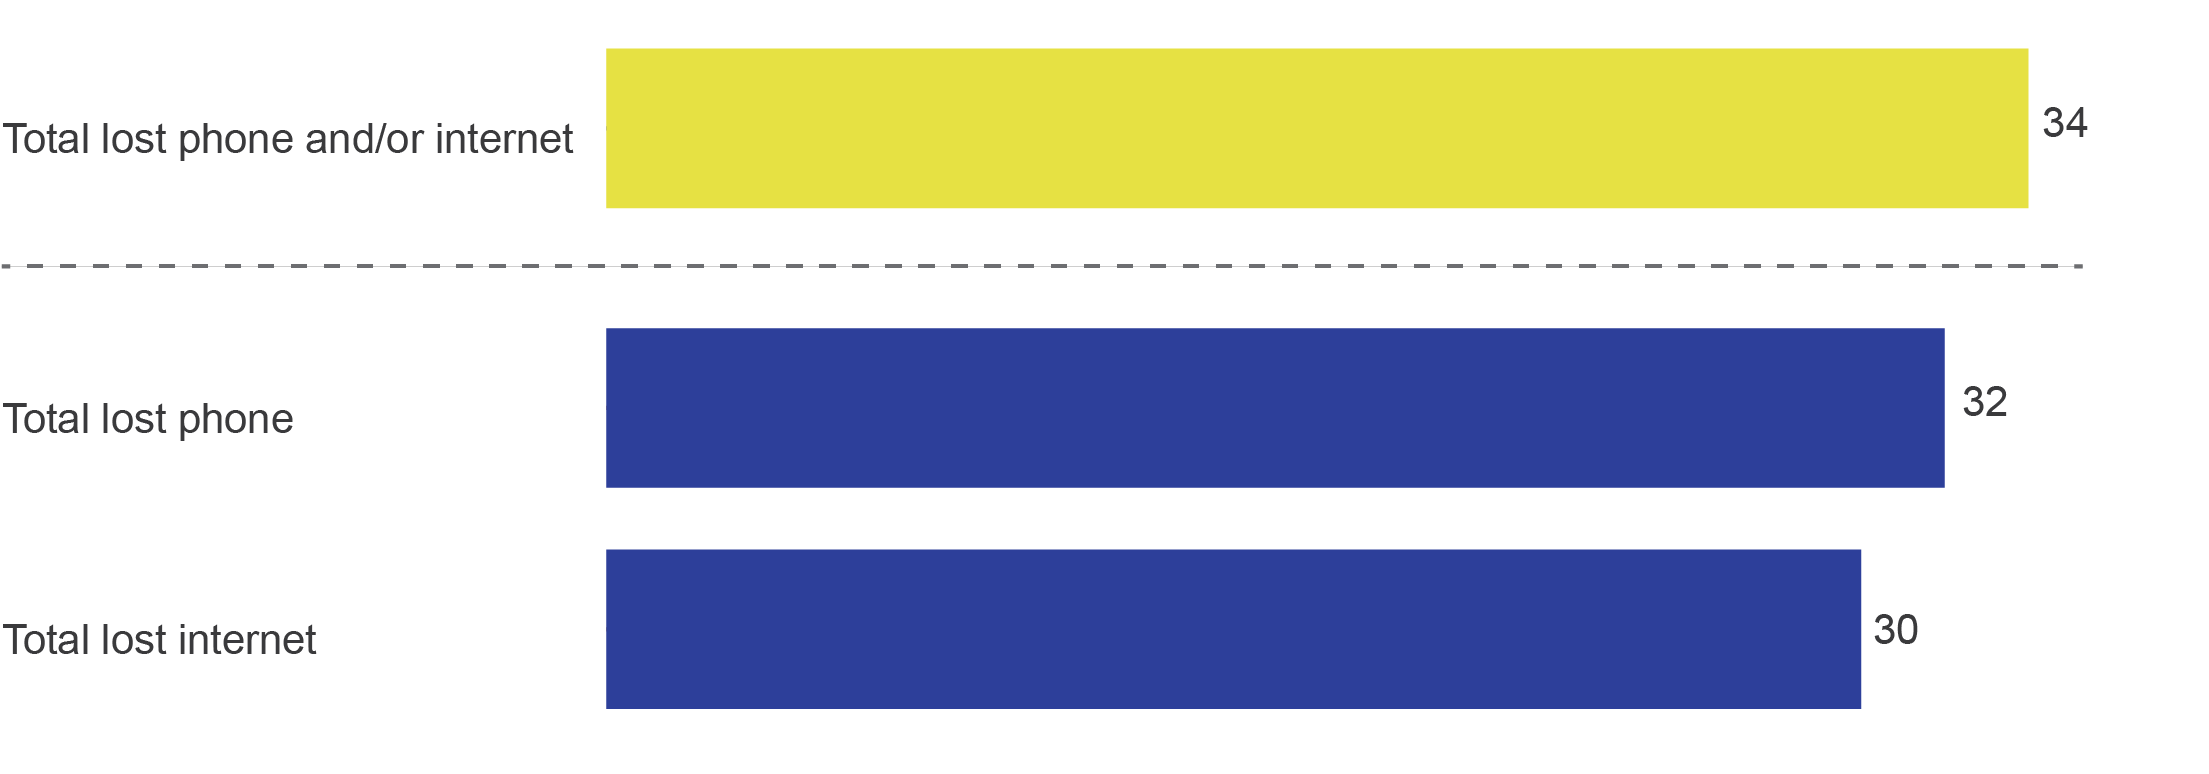 Total lost phone and/or internet 34
Total lost phone 32
Total lost internet 30